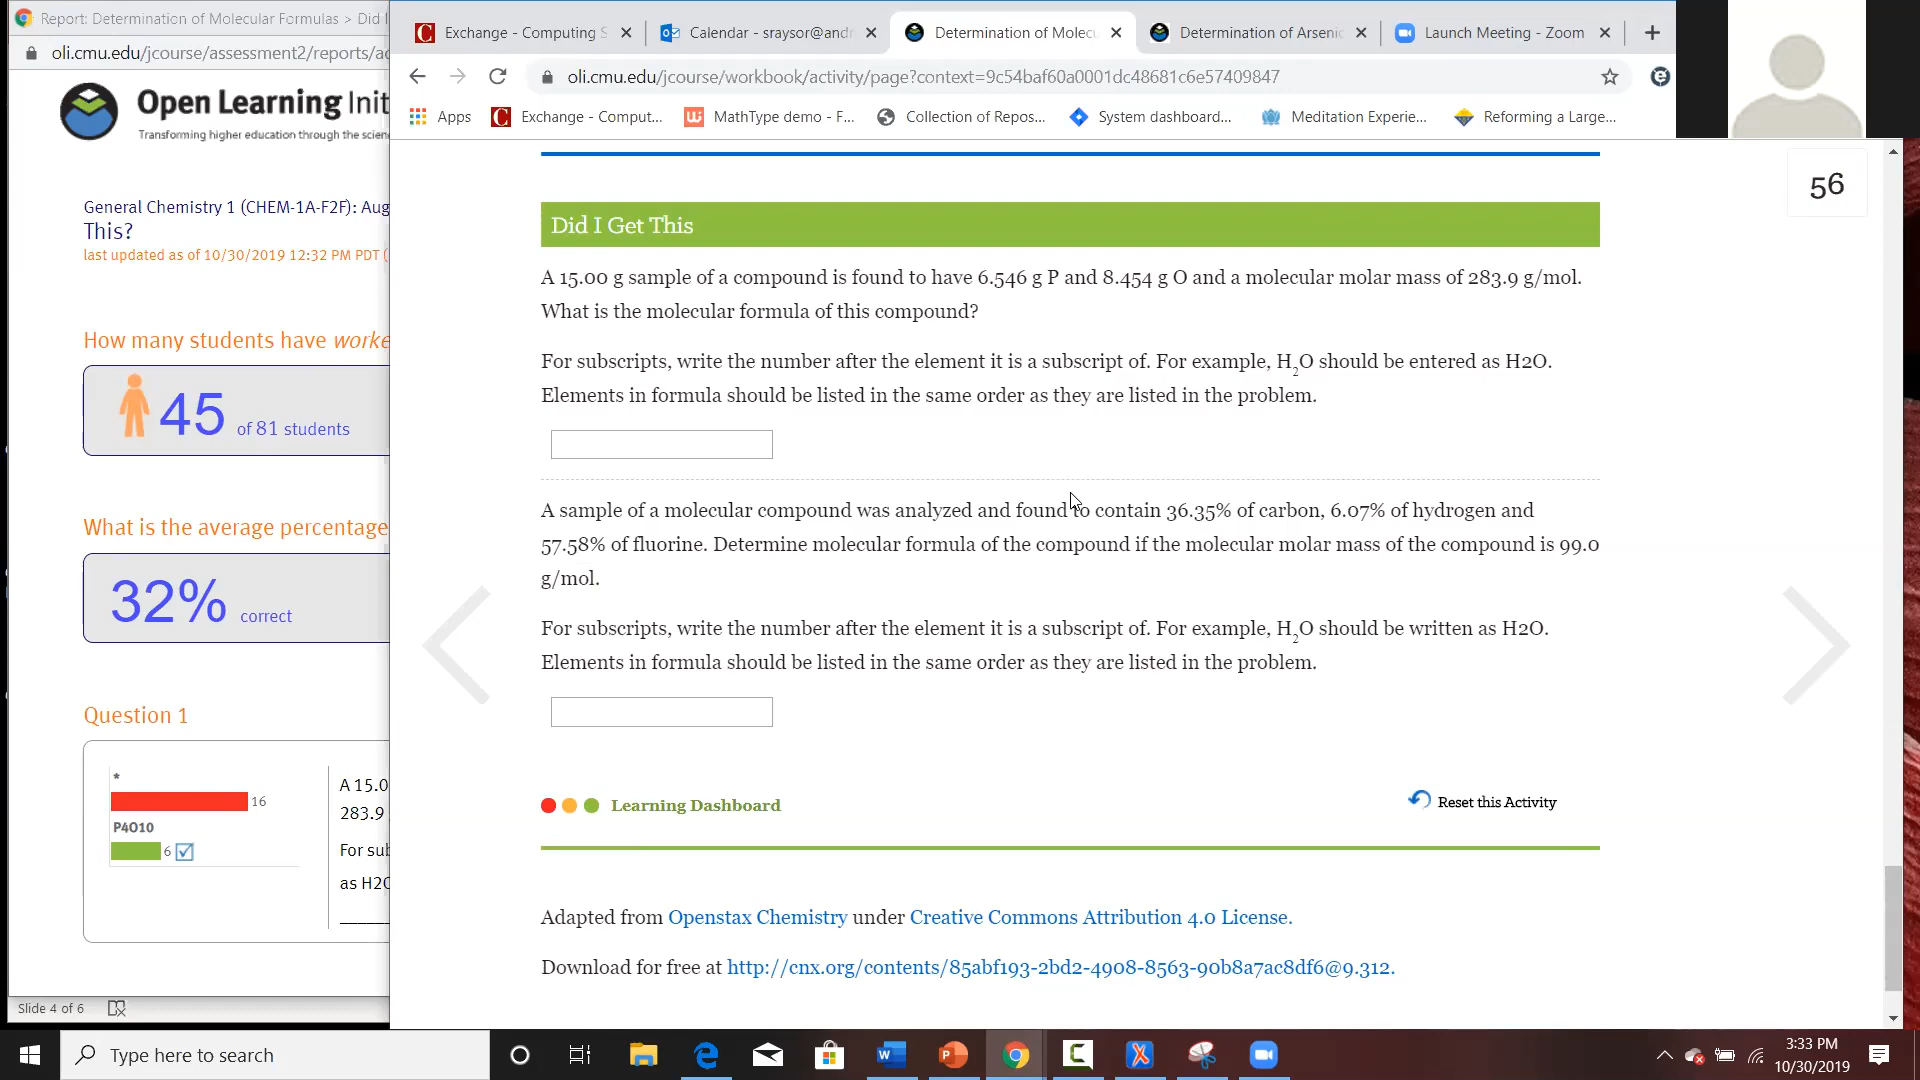 Report: Determination of Molecular Formulas > Did I
oli.cmu.edu/jcourse/assessment2/reports/ac
Open Learning Init
Transforming higher education through the scien
General Chemistry 1 (CHEM-1A-F2F): Aug
This?
last updated as of 10/30/2019 12:32 PM PDT (
How many students have worke
45 of 81 students
What is the average percentage
32% correct
Question 1
*
16
P4O10
6
A 15.0
283.9
For sub
as H2O
Slide 4 of 6
Exchange - Computing S
Calendar - sraysor@andr
Determination of Molecu
Determination of Arsenic
Launch Meeting - Zoom
oli.cmu.edu/jcourse/workbook/activity/page?context=9c54baf60a0001dc48681c6e57409847
Apps
Exchange - Comput...
MathType demo - F...
Collection of Repos...
System dashboard...
Meditation Experie...
Reforming a Large...
56
Did I Get This
A 15.00 g sample of a compound is found to have 6.546 g P and 8.454 g O and a molecular molar mass of 283.9 g/mol.
What is the molecular formula of this compound?
For subscripts, write the number after the element it is a subscript of. For example, H₂O should be entered as H2O.
Elements in formula should be listed in the same order as they are listed in the problem.
A sample of a molecular compound was analyzed and found to contain 36.35% of carbon, 6.07% of hydrogen and
57.58% of fluorine. Determine molecular formula of the compound if the molecular molar mass of the compound is 99.0
g/mol.
For subscripts, write the number after the element it is a subscript of. For example, H₂O should be written as H2O.
Elements in formula should be listed in the same order as they are listed in the problem.
Learning Dashboard
Reset this Activity
Adapted from Openstax Chemistry under Creative Commons Attribution 4.0 License.
Download for free at http://cnx.org/contents/85abf193-2bd2-4908-8563-90b8a7ac8df6@9.312.
Type here to search
3:33 PM
10/30/2019